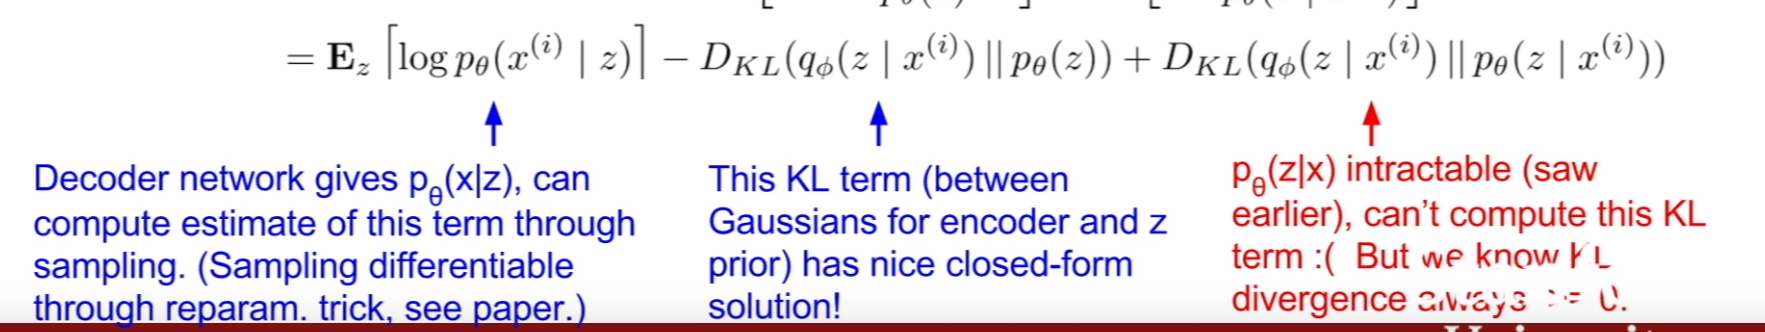 = E_z [log p_θ(x^(i) | z)] − D_KL(q_φ(z | x^(i)) || p_θ(z)) + D_KL(q_φ(z | x^(i)) || p_θ(z | x^(i)))
Decoder network gives p_θ(x|z), can
compute estimate of this term through
sampling. (Sampling differentiable
through reparam. trick, see paper.)
This KL term (between
Gaussians for encoder and z
prior) has nice closed-form
solution!
p_θ(z|x) intractable (saw
earlier), can't compute this KL
term :( But we know KL
divergence always >= 0.